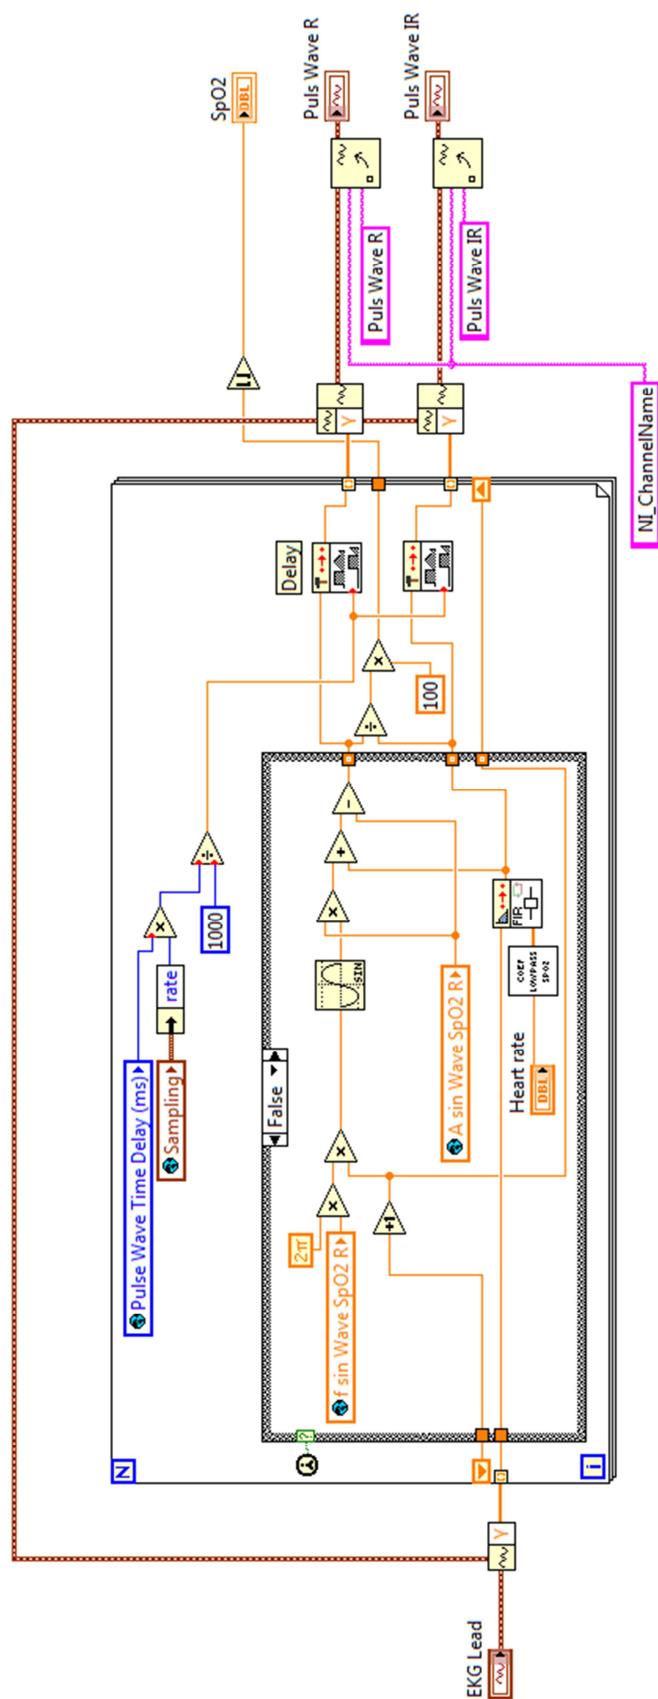 SpO2
DBL
Puls Wave R
Puls Wave IR
Puls Wave R
Puls Wave IR
NI_ChannelName
Y
Y
N
Pulse Wave Time Delay (ms)
Sampling
rate
×
1000
÷
Delay
T
T
÷
×
100
False
?
2π
f sin Wave SpO2 R
×
×
+1
SIN
×
+
-
A sin Wave SpO2 R
FIR
COEF
LOWPASS
SPO2
Heart rate
DBL
i
Y
EKG Lead